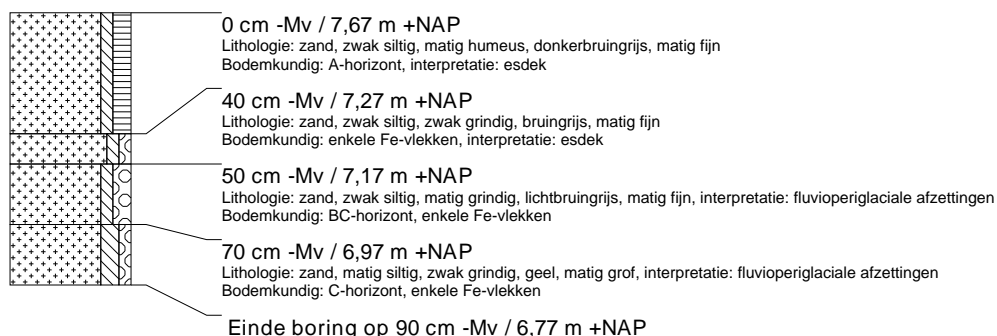 0 cm -Mv / 7,67 m +NAP
Lithologie: zand, zwak siltig, matig humeus, donkerbruingrijs, matig fijn
Bodemkundig: A-horizont, interpretatie: esdek
40 cm -Mv / 7,27 m +NAP
Lithologie: zand, zwak siltig, zwak grindig, bruingrijs, matig fijn
Bodemkundig: enkele Fe-vlekken, interpretatie: esdek
50 cm -Mv / 7,17 m +NAP
Lithologie: zand, zwak siltig, matig grindig, lichtbruingrijs, matig fijn, interpretatie: fluvioperiglaciale afzettingen
Bodemkundig: BC-horizont, enkele Fe-vlekken
70 cm -Mv / 6,97 m +NAP
Lithologie: zand, matig siltig, zwak grindig, geel, matig grof, interpretatie: fluvioperiglaciale afzettingen
Bodemkundig: C-horizont, enkele Fe-vlekken
Einde boring op 90 cm -Mv / 6,77 m +NAP